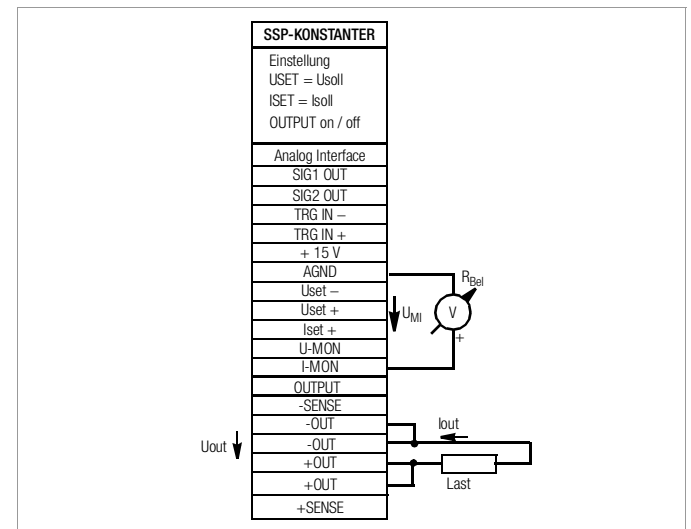 SSP-KONSTANTER
Einstellung
USET = Usoll
ISET = Isoll
OUTPUT on / off
Analog Interface
SIG1 OUT
SIG2 OUT
TRG IN –
TRG IN +
+ 15 V
AGND
Uset –
Uset +
Iset +
U-MON
I-MON
OUTPUT
-SENSE
-OUT
-OUT
+OUT
+OUT
+SENSE
RBel
UMI
V
+
Uout
Iout
Last